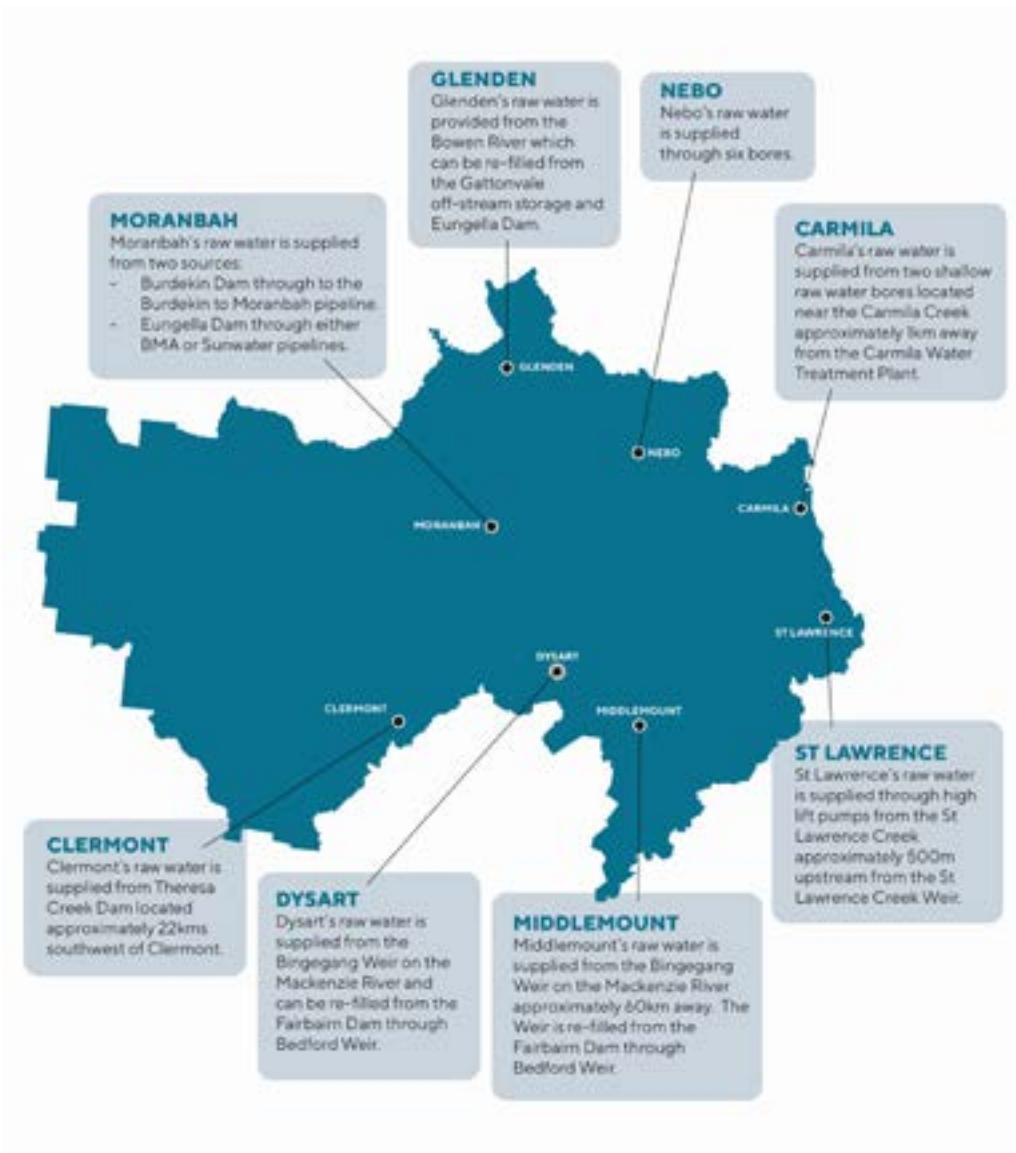 GLENDEN
Glenden's raw water is
provided from the
Bowen River which
can be re-filled from
the Gattonvale
off-stream storage and
Eungella Dam.
NEBO
Nebo's raw water
is supplied
through six bores.
MORANBAH
Moranbah's raw water is supplied
from two sources:
- Burdekin Dam through to the
Burdekin to Moranbah pipeline.
- Eungella Dam through either
BMA or Sunwater pipelines.
CARMILA
Carmila's raw water is
supplied from two shallow
raw water bores located
near the Carmila Creek
approximately 1km away
from the Carmila Water
Treatment Plant.
GLENDEN
NEBO
CARMILA
MORANBAH
ST LAWRENCE
DYSART
CLERMONT
MIDDLEMOUNT
ST LAWRENCE
St Lawrence's raw water
is supplied through high
lift pumps from the St
Lawrence Creek
approximately 500m
upstream from the St
Lawrence Creek Weir.
CLERMONT
Clermont's raw water is
supplied from Theresa
Creek Dam located
approximately 22kms
southwest of Clermont.
DYSART
Dysart's raw water is
supplied from the
Bingegang Weir on the
Mackenzie River and
can be re-filled from the
Fairbairn Dam through
Bedford Weir.
MIDDLEMOUNT
Middlemount's raw water is
supplied from the Bingegang
Weir on the Mackenzie River
approximately 60km away. The
Weir is re-filled from the
Fairbairn Dam through
Bedford Weir.